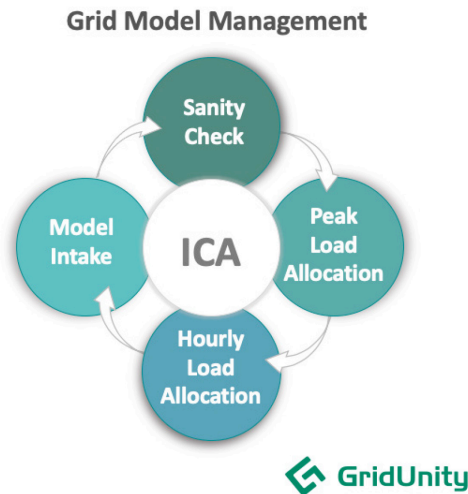 Grid Model Management
Sanity
Check
Model
Intake
ICA
Peak
Load
Allocation
Hourly
Load
Allocation
GridUnity